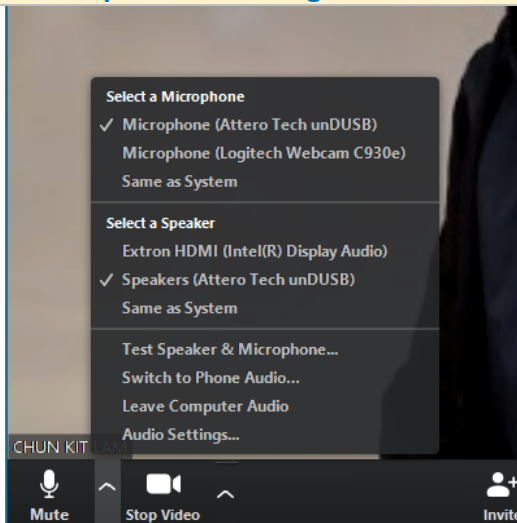 Select a Microphone
✓ Microphone (Attero Tech unDUSB)
Microphone (Logitech Webcam C930e)
Same as System
Select a Speaker
Extron HDMI (Intel(R) Display Audio)
✓ Speakers (Attero Tech unDUSB)
Same as System
Test Speaker & Microphone...
Switch to Phone Audio...
Leave Computer Audio
Audio Settings...
CHUN KIT LAM
Mute
Stop Video
Invite